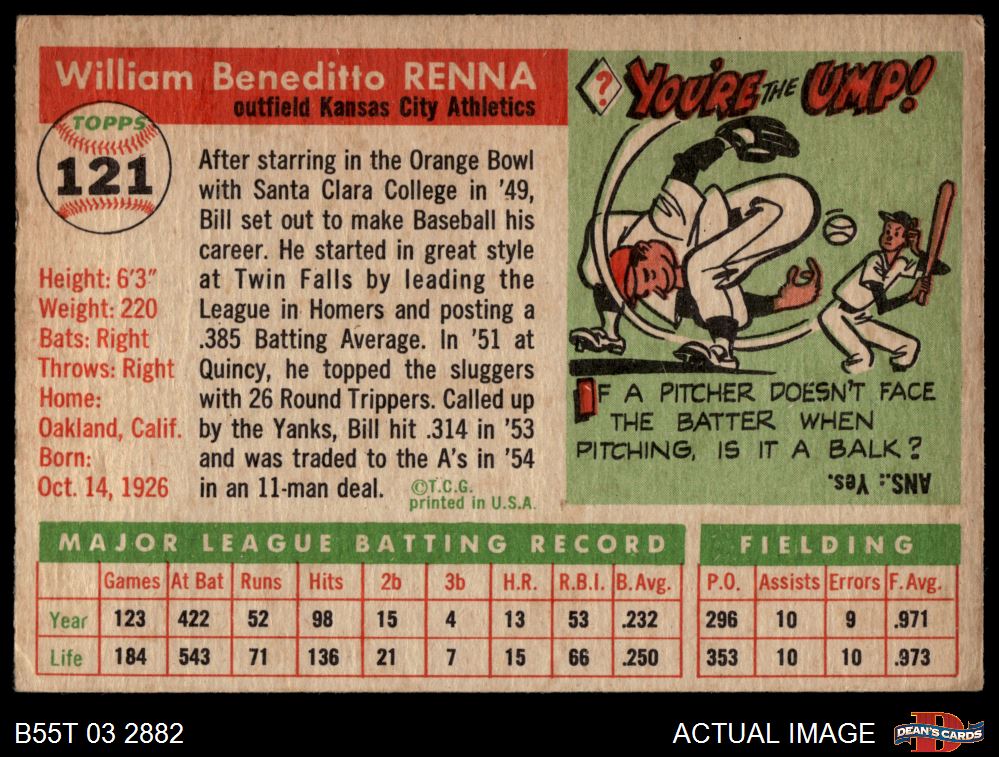 William Beneditto RENNA
outfield Kansas City Athletics
TOPPS
121
Height: 6'3"
Weight: 220
Bats: Right
Throws: Right
Home:
Oakland, Calif.
Born:
Oct. 14, 1926
After starring in the Orange Bowl
with Santa Clara College in '49,
Bill set out to make Baseball his
career. He started in great style
at Twin Falls by leading the
League in Homers and posting a
.385 Batting Average. In '51 at
Quincy, he topped the sluggers
with 26 Round Trippers. Called up
by the Yanks, Bill hit .314 in '53
and was traded to the A's in '54
in an 11-man deal.
©T.C.G.
printed in U.S.A.
? YOU'RE THE UMP!
IF A PITCHER DOESN'T FACE
THE BATTER WHEN
PITCHING, IS IT A BALK?
ANS.: Yes.
MAJOR LEAGUE BATTING RECORD
Games At Bat Runs Hits 2b 3b H.R. R.B.I. B. Avg.
Year 123 422 52 98 15 4 13 53 .232
Life 184 543 71 136 21 7 15 66 .250
FIELDING
P.O. Assists Errors F. Avg.
296 10 9 .971
353 10 10 .973
B55T 03 2882
ACTUAL IMAGE
D
DEAN'S CARDS